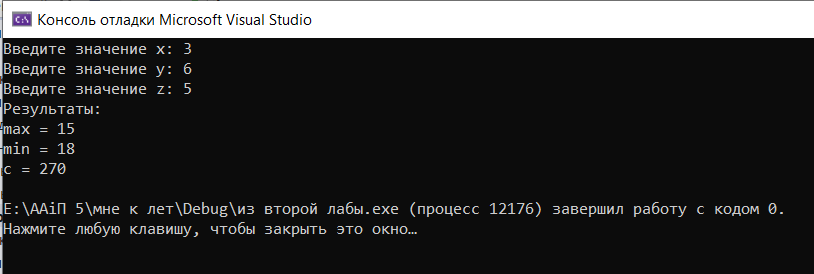 Консоль отладки Microsoft Visual Studio
Введите значение x: 3
Введите значение y: 6
Введите значение z: 5
Результаты:
max = 15
min = 18
c = 270
E:\ААиП 5\мне к лет\Debug\из второй лабы.exe (процесс 12176) завершил работу с кодом 0.
Нажмите любую клавишу, чтобы закрыть это окно…